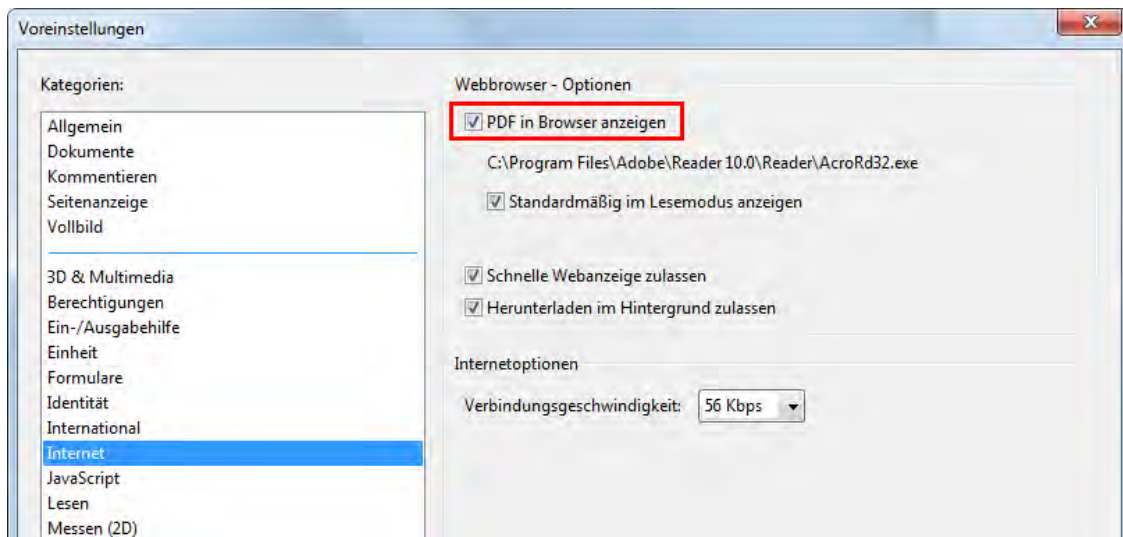 Voreinstellungen
Kategorien:
Allgemein
Dokumente
Kommentieren
Seitenanzeige
Vollbild
3D & Multimedia
Berechtigungen
Ein-/Ausgabehilfe
Einheit
Formulare
Identität
International
Internet
JavaScript
Lesen
Messen (2D)
Webbrowser - Optionen
PDF in Browser anzeigen
C:\Program Files\Adobe\Reader 10.0\Reader\AcroRd32.exe
Standardmäßig im Lesemodus anzeigen
Schnelle Webanzeige zulassen
Herunterladen im Hintergrund zulassen
Internetoptionen
Verbindungsgeschwindigkeit: 56 Kbps